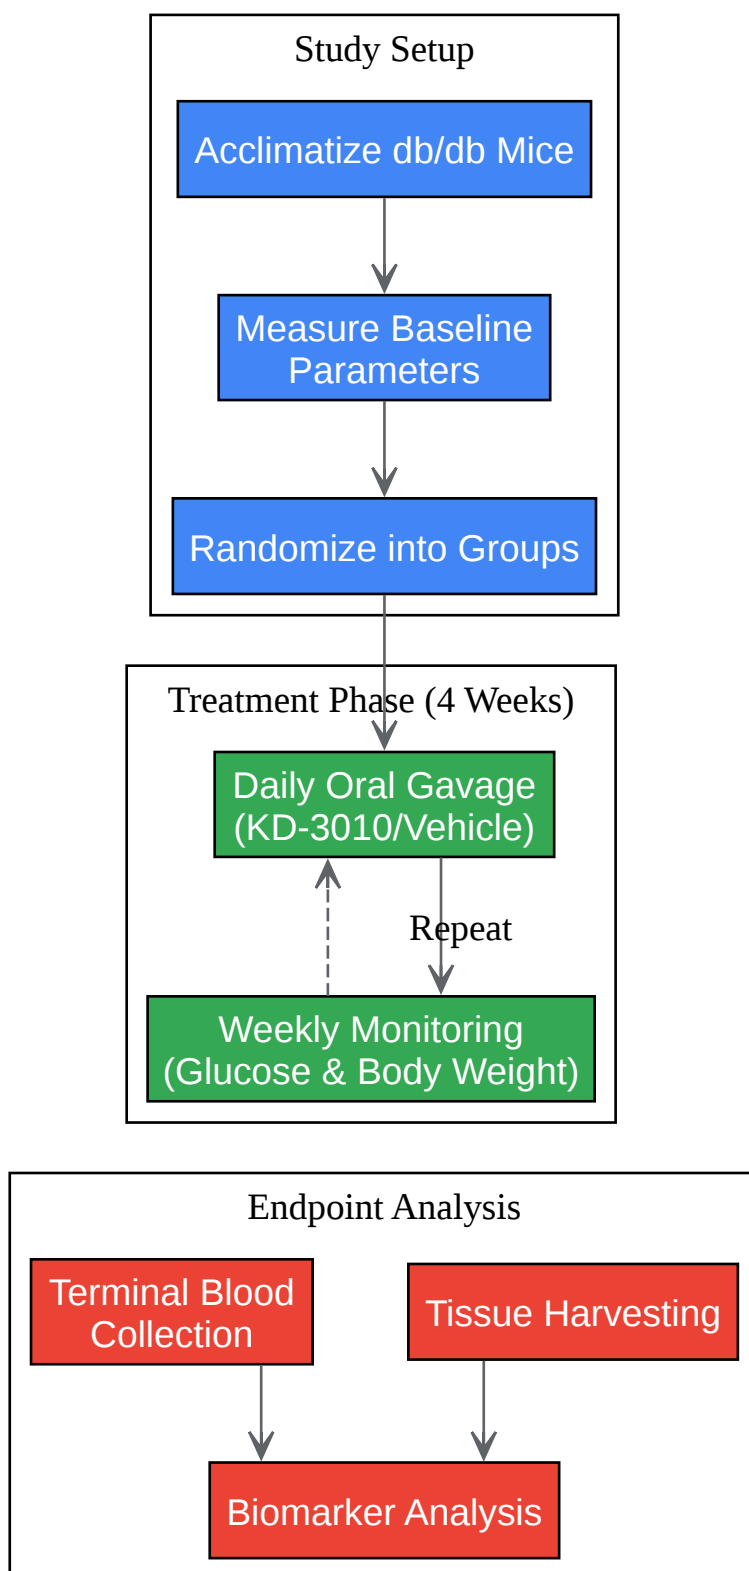 Study Setup
Acclimatize db/db Mice
Measure Baseline
Parameters
Randomize into Groups
Treatment Phase (4 Weeks)
Daily Oral Gavage
(KD-3010/Vehicle)
Repeat
Weekly Monitoring
(Glucose & Body Weight)
Endpoint Analysis
Terminal Blood
Collection
Tissue Harvesting
Biomarker Analysis